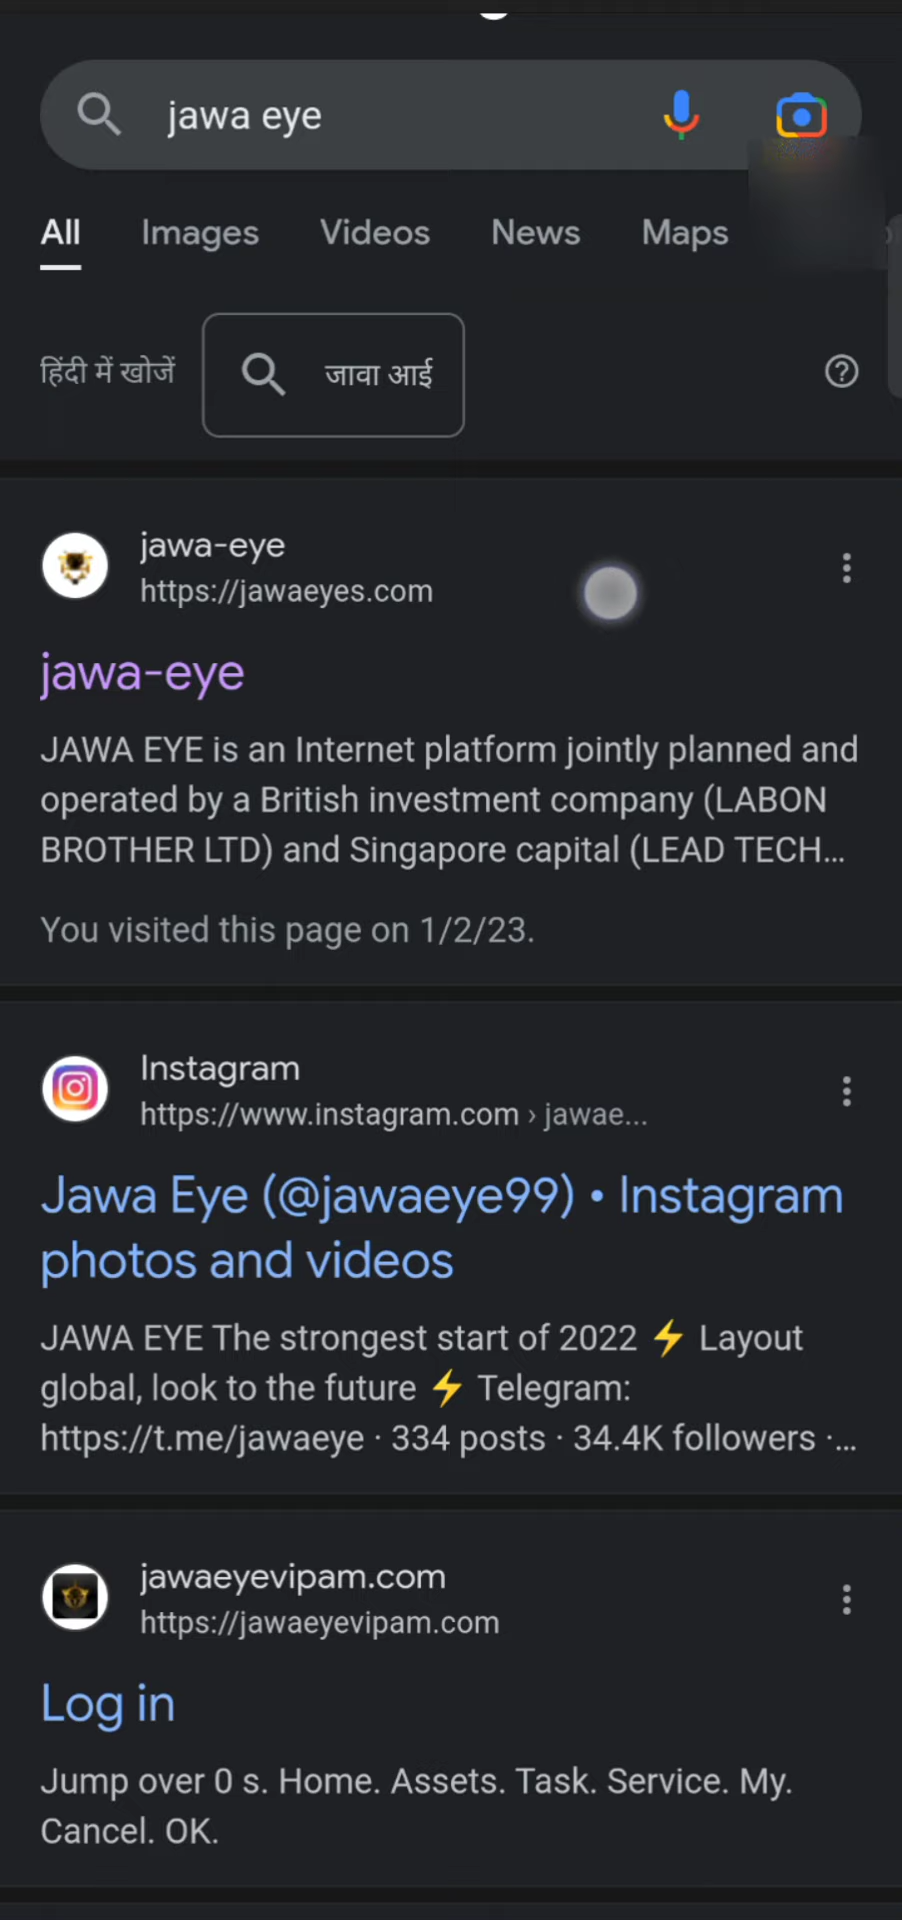 jawa eye
All Images Videos News Maps
हिंदी में खोजें जावा आई
jawa-eye
https://jawaeyes.com
jawa-eye
JAWA EYE is an Internet platform jointly planned and
operated by a British investment company (LABON
BROTHER LTD) and Singapore capital (LEAD TECH...
You visited this page on 1/2/23.
Instagram
https://www.instagram.com › jawae...
Jawa Eye (@jawaeye99) • Instagram
photos and videos
JAWA EYE The strongest start of 2022 ⚡ Layout
global, look to the future ⚡ Telegram:
https://t.me/jawaeye · 334 posts · 34.4K followers ·...
jawaeyevipam.com
https://jawaeyevipam.com
Log in
Jump over 0 s. Home. Assets. Task. Service. My.
Cancel. OK.